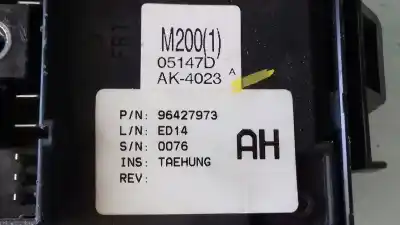 M200(1)
05147D
AK-4023 A
P/N: 96427973
L/N: ED14
S/N: 0076
INS: TAEHUNG
REV:
AH